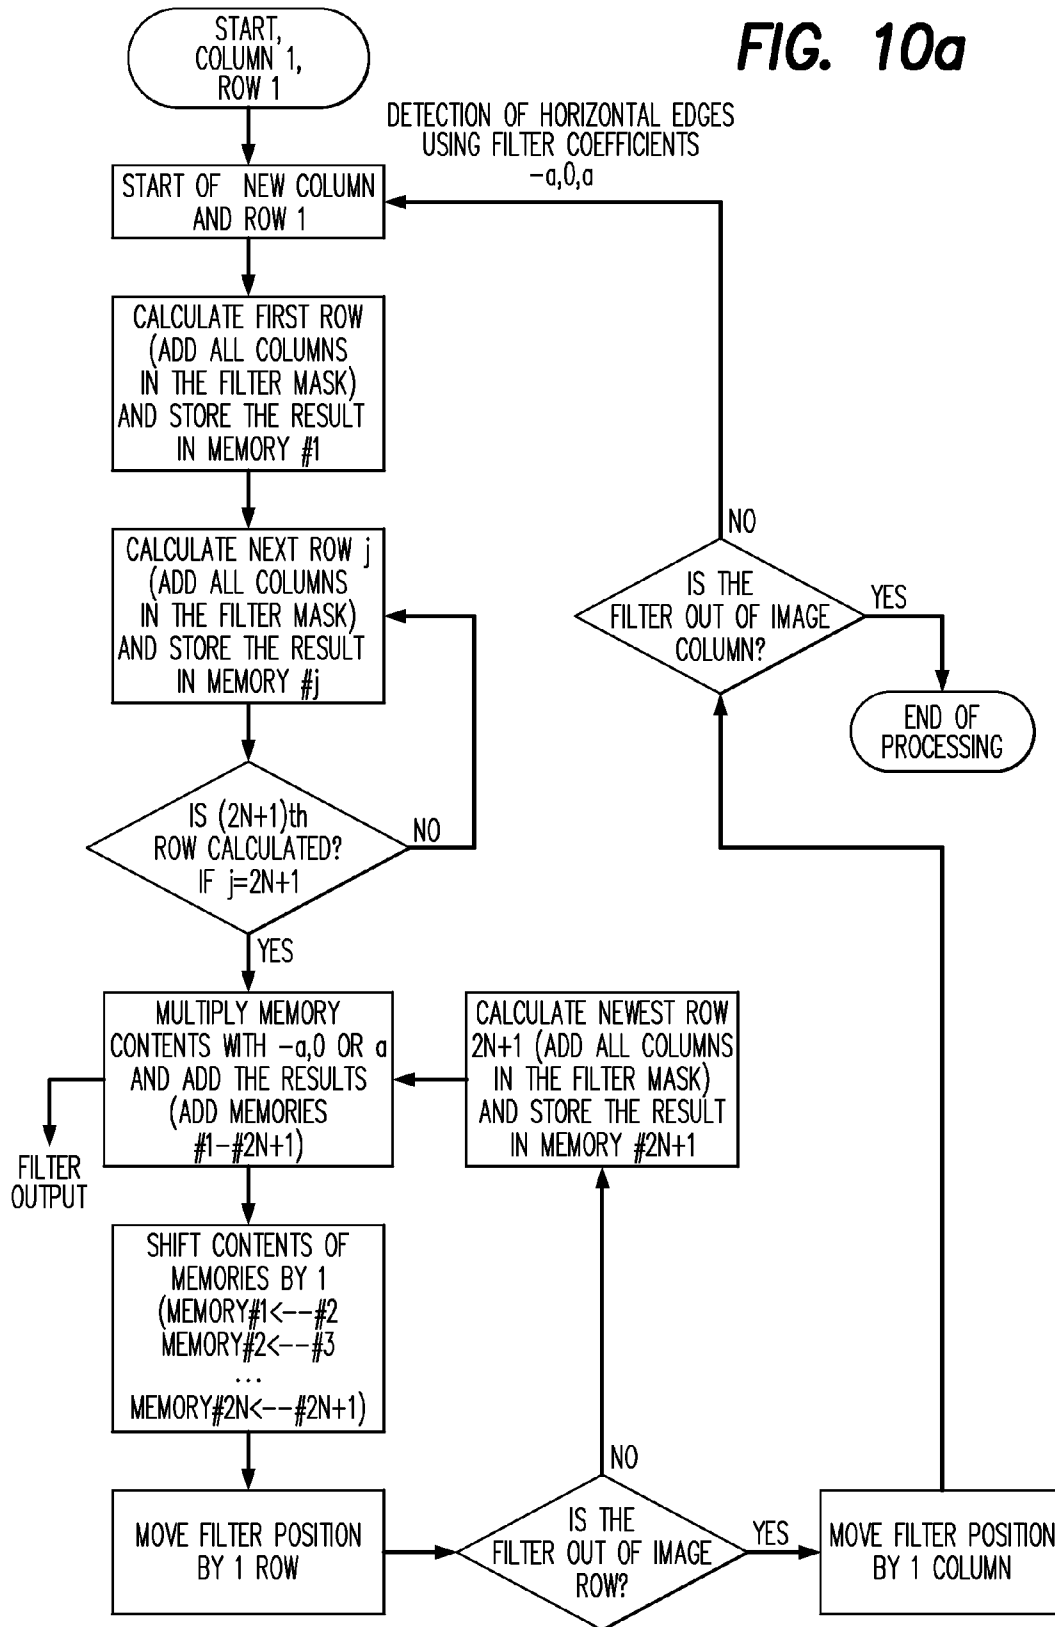 FIG. 10a
START,
COLUMN 1,
ROW 1
DETECTION OF HORIZONTAL EDGES
USING FILTER COEFFICIENTS
-a,0,a
START OF NEW COLUMN
AND ROW 1
CALCULATE FIRST ROW
(ADD ALL COLUMNS
IN THE FILTER MASK)
AND STORE THE RESULT
IN MEMORY #1
CALCULATE NEXT ROW j
(ADD ALL COLUMNS
IN THE FILTER MASK)
AND STORE THE RESULT
IN MEMORY #j
IS (2N+1)th
ROW CALCULATED?
IF j=2N+1
NO
YES
MULTIPLY MEMORY
CONTENTS WITH -a,0 OR a
AND ADD THE RESULTS
(ADD MEMORIES
#1-#2N+1)
FILTER
OUTPUT
SHIFT CONTENTS OF
MEMORIES BY 1
(MEMORY#1<--#2
MEMORY#2<--#3
...
MEMORY#2N<--#2N+1)
MOVE FILTER POSITION
BY 1 ROW
IS THE
FILTER OUT OF IMAGE
ROW?
NO
CALCULATE NEWEST ROW
2N+1 (ADD ALL COLUMNS
IN THE FILTER MASK)
AND STORE THE RESULT
IN MEMORY #2N+1
YES
MOVE FILTER POSITION
BY 1 COLUMN
IS THE
FILTER OUT OF IMAGE
COLUMN?
NO
YES
END OF
PROCESSING